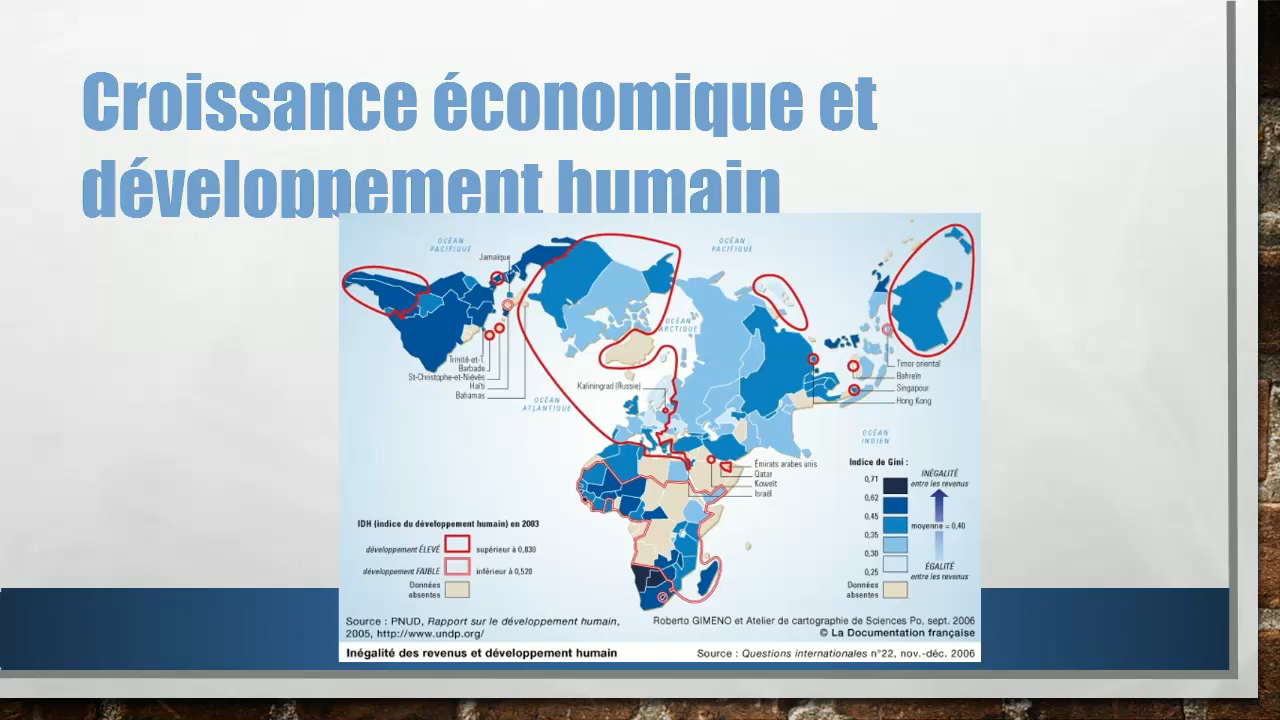 Croissance économique et
développement humain
OCÉAN
PACIFIQUE
OCÉAN
PACIFIQUE
Jamaïque
OCÉAN
ARCTIQUE
Trinité-et-T.
Barbade
St-Christophe-et-Niévès
Haïti
Bahamas
Kaliningrad (Russie)
OCÉAN
ATLANTIQUE
Timor oriental
Bahreïn
Singapour
Hong Kong
OCÉAN
INDIEN
Émirats arabes unis
Qatar
Koweït
Israël
Indice de Gini :
INÉGALITÉ
entre les revenus
0,71
0,62
0,45
moyenne = 0,40
0,35
0,30
0,25
ÉGALITÉ
entre les revenus
Données
absentes
IDH (indice du développement humain) en 2003
développement ÉLEVÉ supérieur à 0,830
développement FAIBLE inférieur à 0,520
Données
absentes
Source : PNUD, Rapport sur le développement humain,
2005, http://www.undp.org/
Roberto GIMENO et Atelier de cartographie de Sciences Po, sept. 2006
© La Documentation française
Inégalité des revenus et développement humain
Source : Questions internationales n°22, nov.-déc. 2006